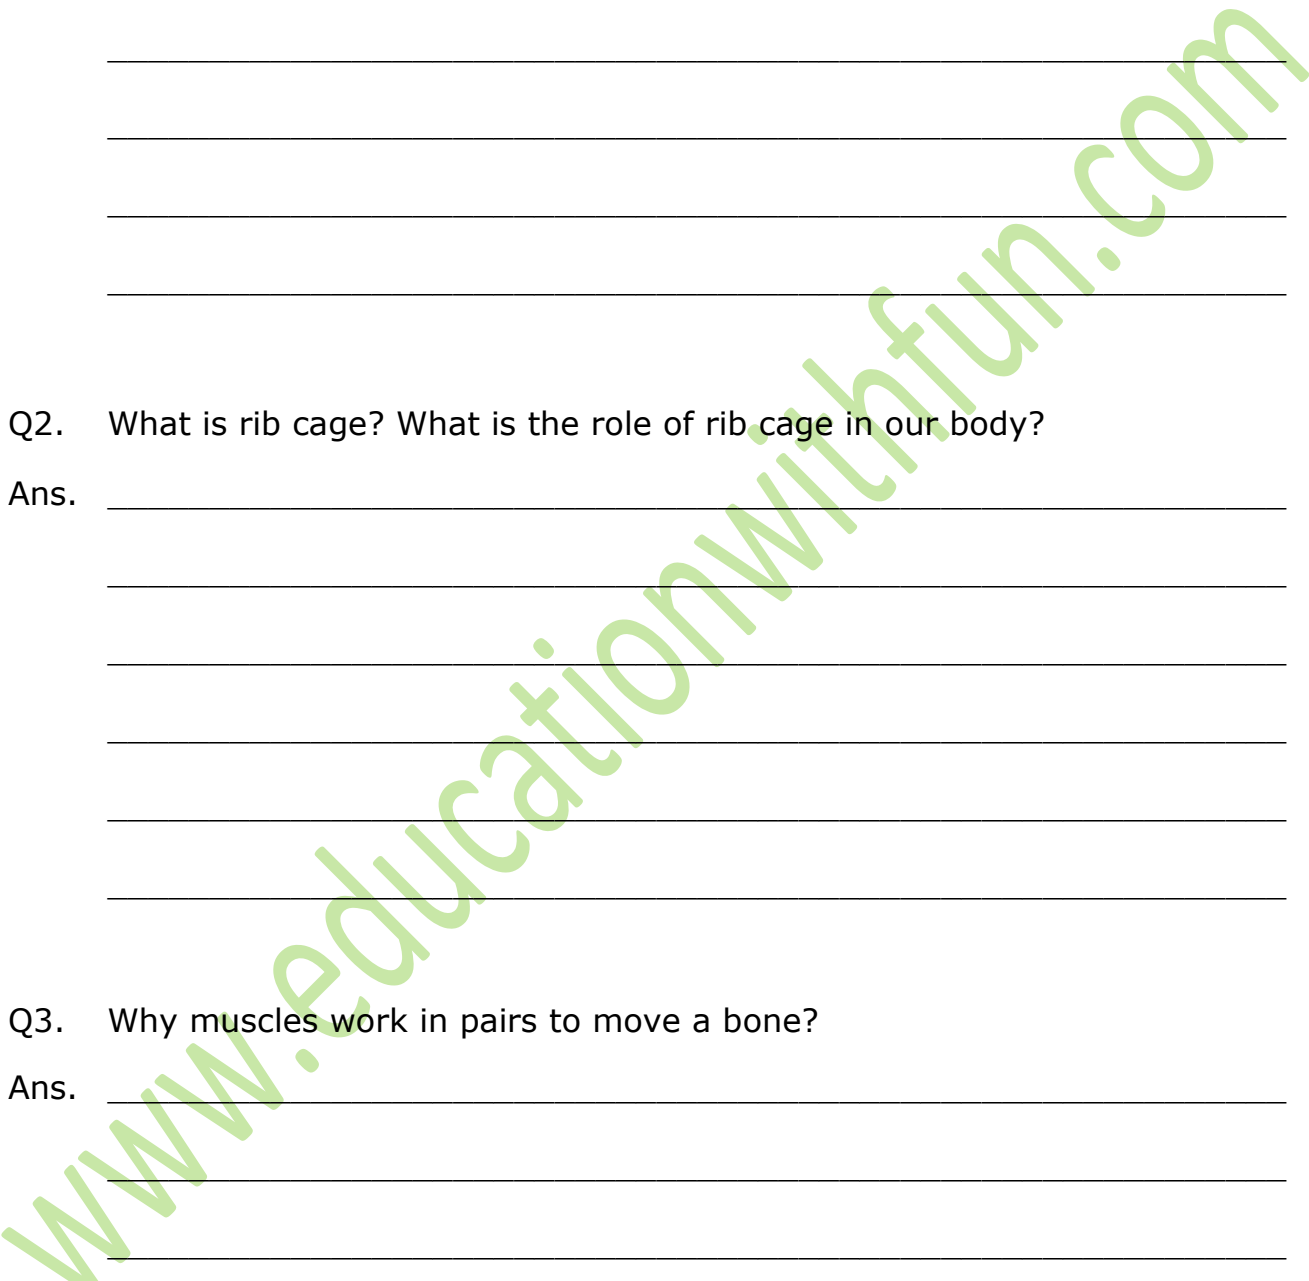 Q2. What is rib cage? What is the role of rib cage in our body?
Ans.
Q3. Why muscles work in pairs to move a bone?
Ans.
www.educationwithfun.com